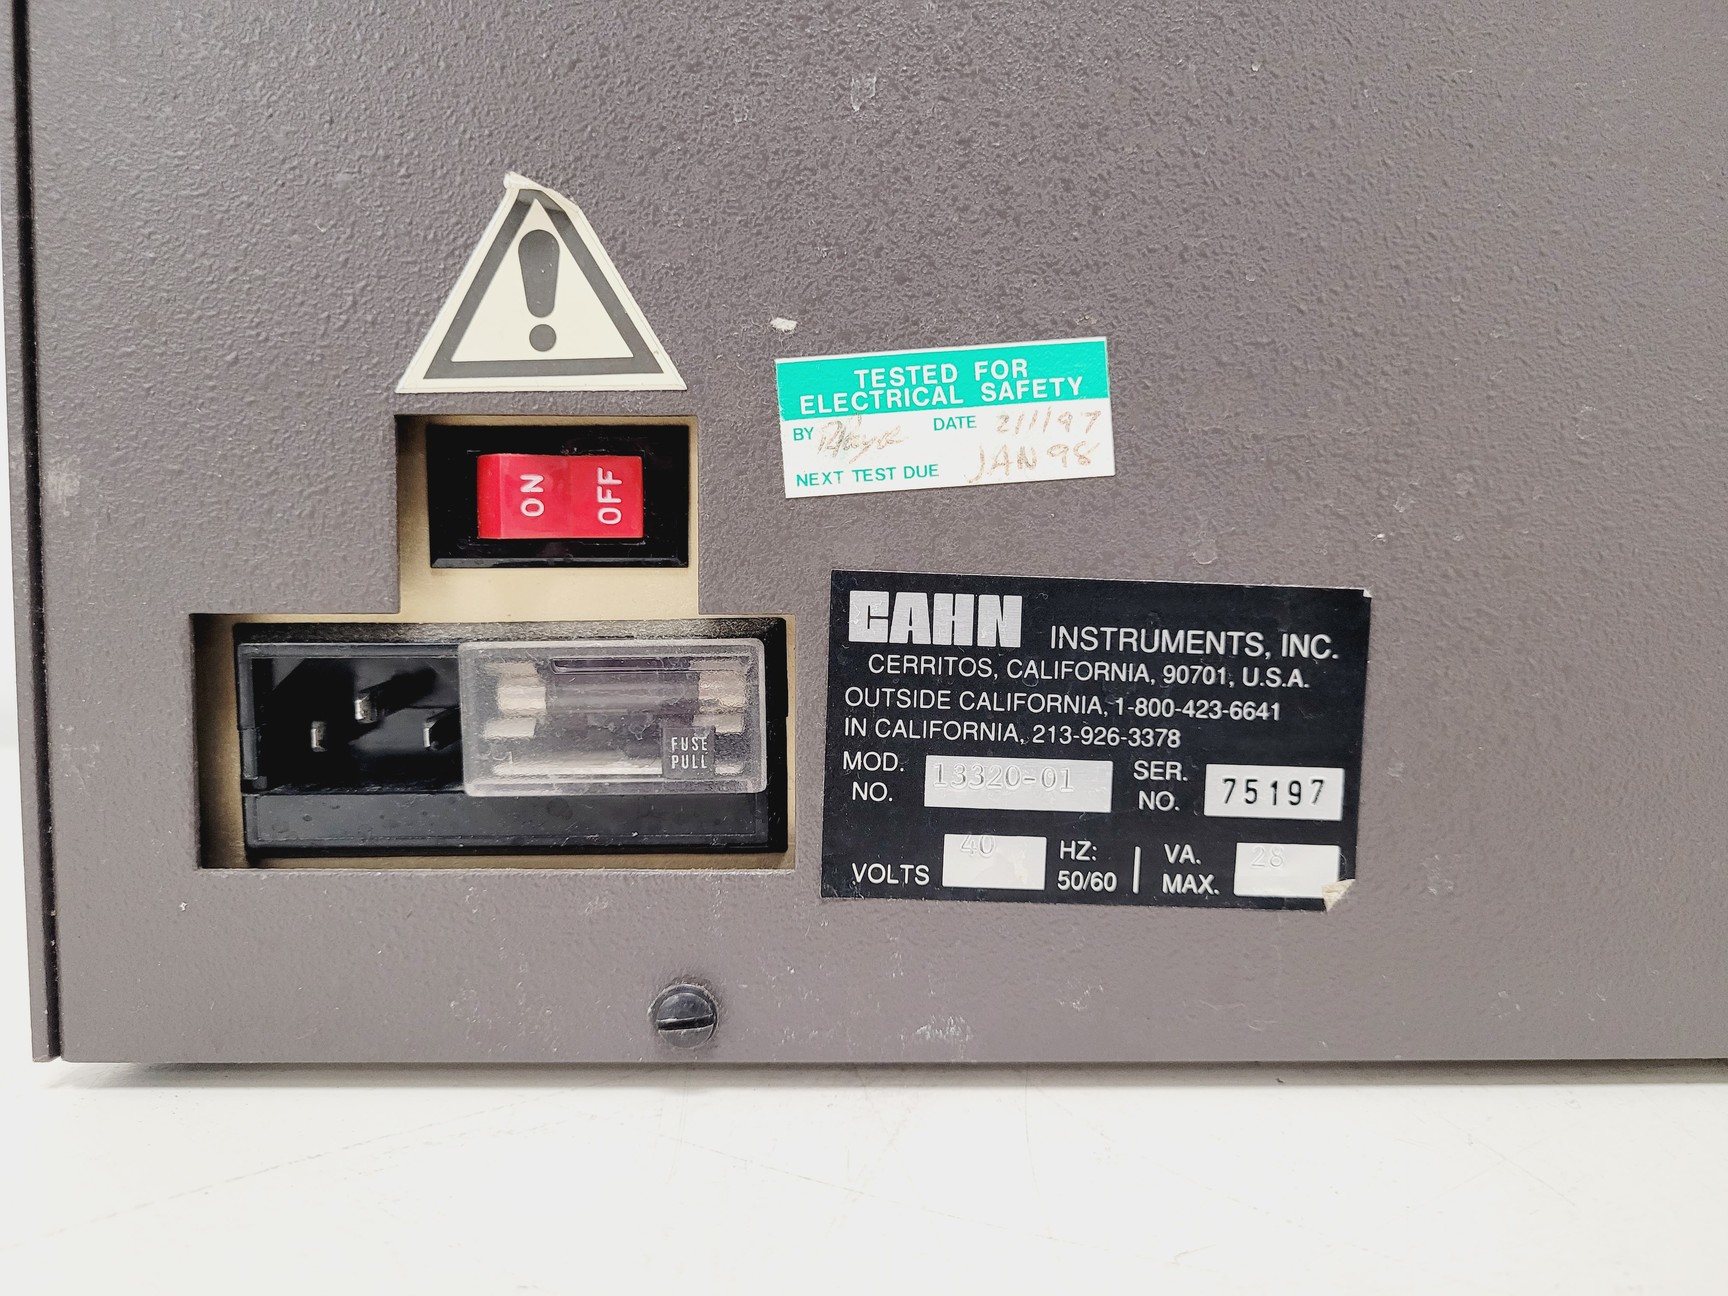 TESTED FOR
ELECTRICAL SAFETY
BY DATE 2/1/97
NEXT TEST DUE JAN 98
ON OFF
FUSE
PULL
CAHN INSTRUMENTS, INC.
CERRITOS, CALIFORNIA, 90701, U.S.A.
OUTSIDE CALIFORNIA, 1-800-423-6641
IN CALIFORNIA, 213-926-3378
MOD. NO. 13320-01 SER. NO. 75197
VOLTS 40 HZ: 50/60 VA. MAX. 28